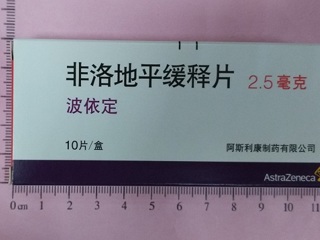 非洛地平缓释片 2.5毫克
波依定
10片/盒
阿斯利康制药有限公司
AstraZeneca
0cm 1 2 3 4 5 6 7 8 9 10 11